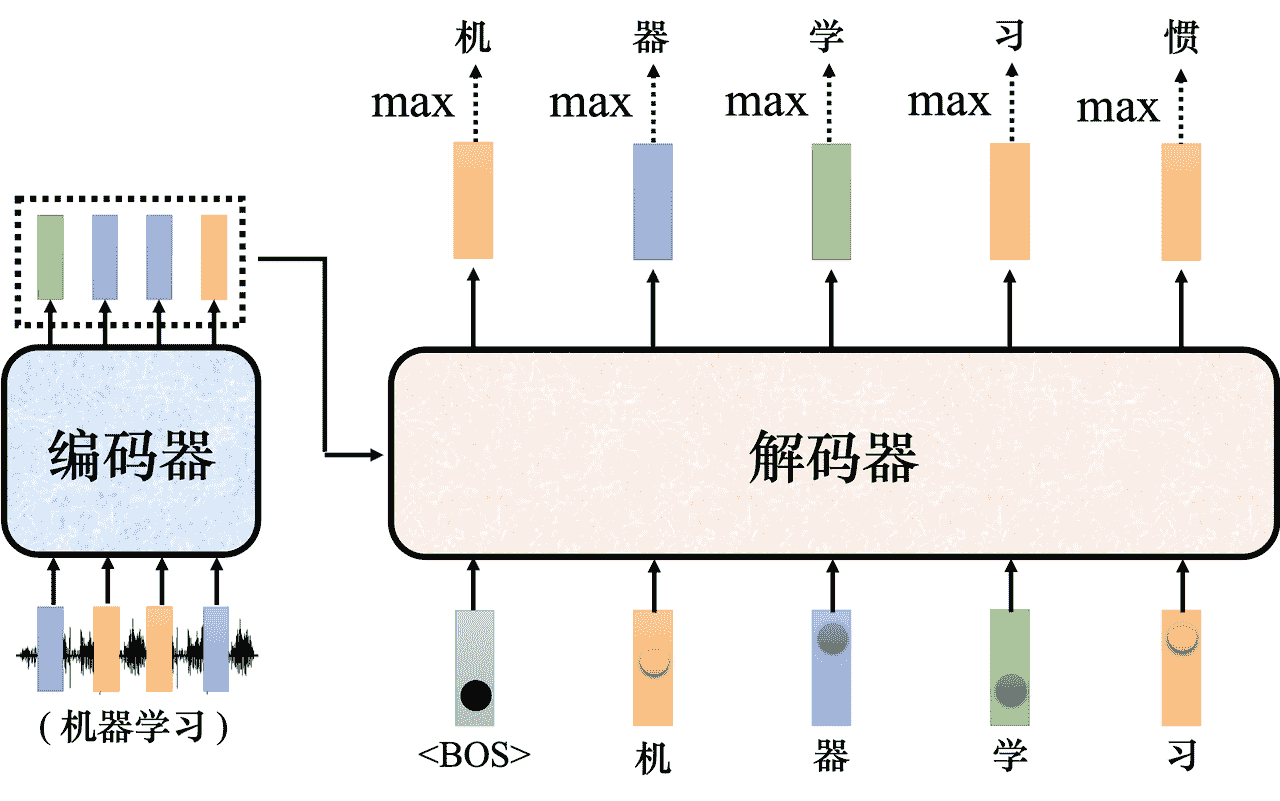 机 器 学 习 惯
max max max max max
编码器
解码器
(机器学习)
<BOS> 机 器 学 习